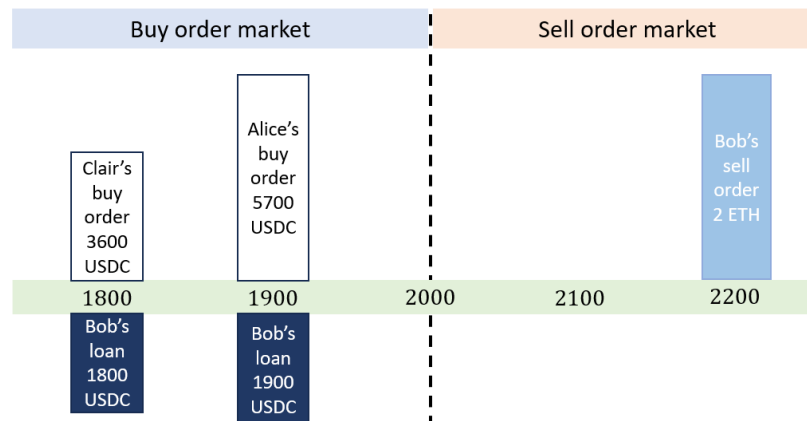 Buy order market
Sell order market
Clair's
buy
order
3600
USDC
Alice's
buy
order
5700
USDC
Bob's
sell
order
2 ETH
1800
1900
2000
2100
2200
Bob's
loan
1800
USDC
Bob's
loan
1900
USDC